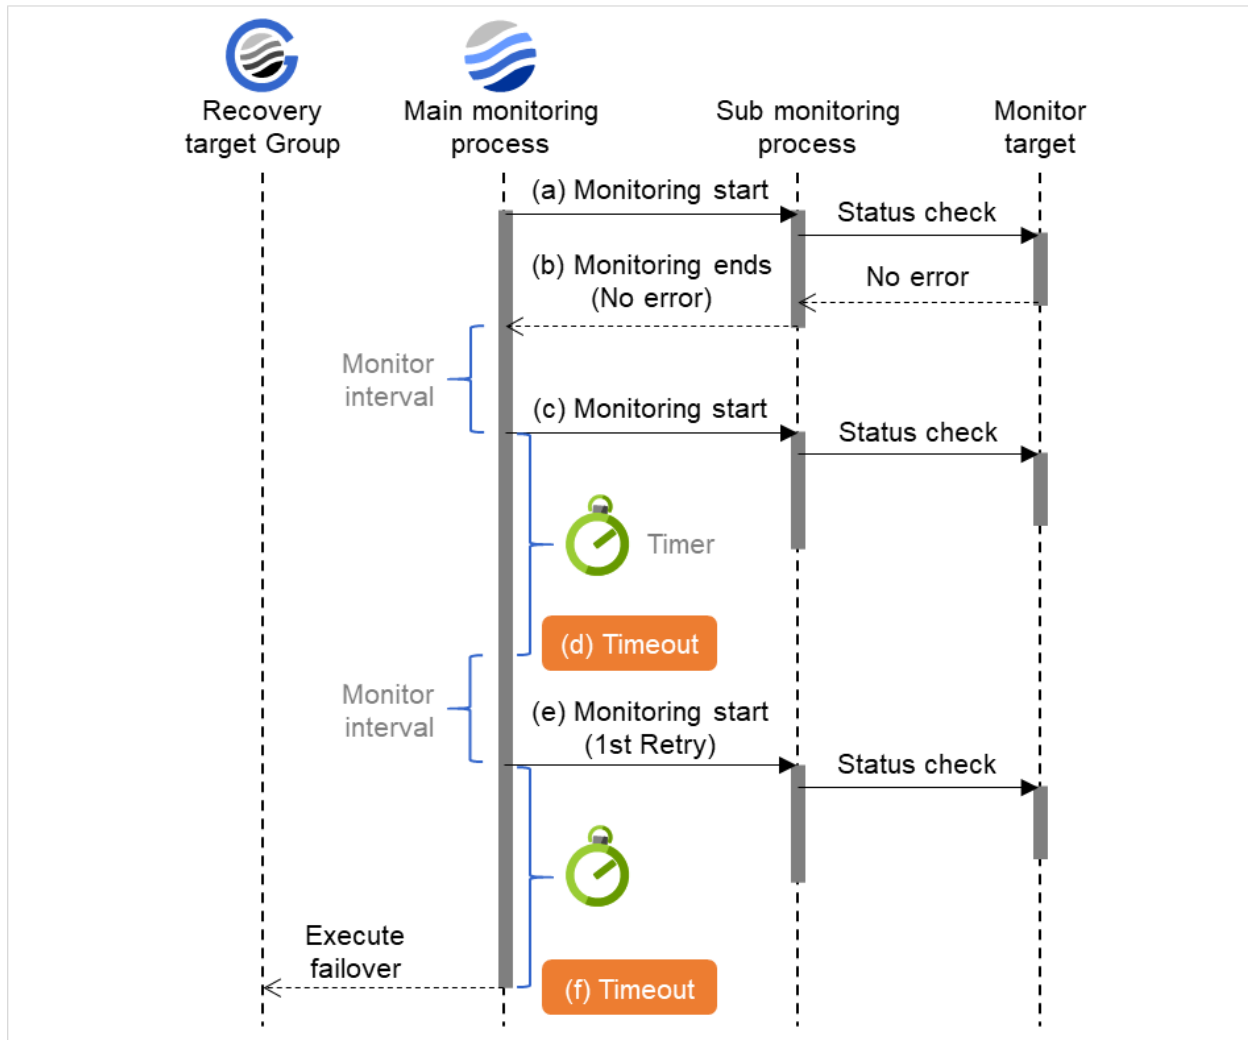 Recovery
target Group
Main monitoring
process
Sub monitoring
process
Monitor
target
(a) Monitoring start
Status check
(b) Monitoring ends
(No error)
No error
Monitor
interval
(c) Monitoring start
Status check
Timer
(d) Timeout
Monitor
interval
(e) Monitoring start
(1st Retry)
Status check
Execute
failover
(f) Timeout